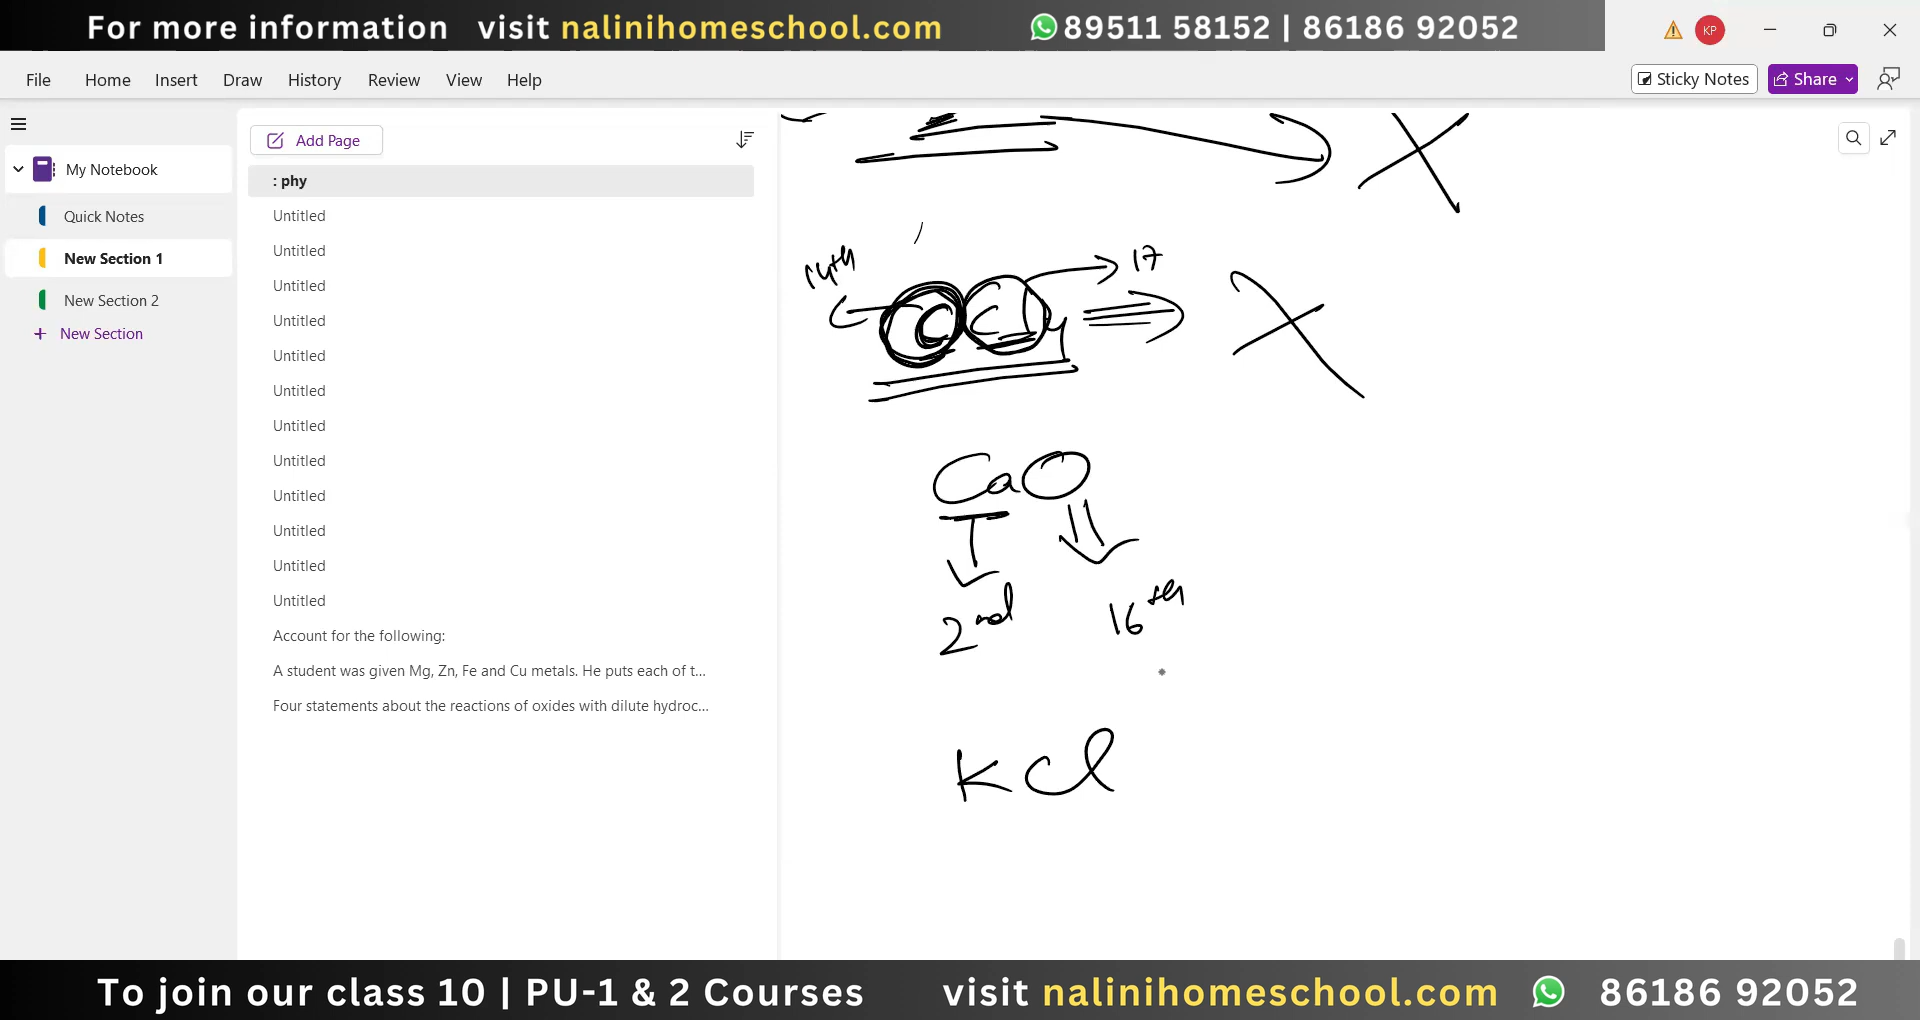 For more information visit nalinihomeschool.com 89511 58152 | 86186 92052
KP
File Home Insert Draw History Review View Help
Sticky Notes Share
Add Page
My Notebook
Quick Notes
New Section 1
New Section 2
+ New Section
: phy
Untitled
Untitled
Untitled
Untitled
Untitled
Untitled
Untitled
Untitled
Untitled
Untitled
Untitled
Untitled
Account for the following:
A student was given Mg, Zn, Fe and Cu metals. He puts each of t...
Four statements about the reactions of oxides with dilute hydroc...
14th 17
CCl4
CaO
2nd 16th
KCl
To join our class 10 | PU-1 & 2 Courses visit nalinihomeschool.com 86186 92052